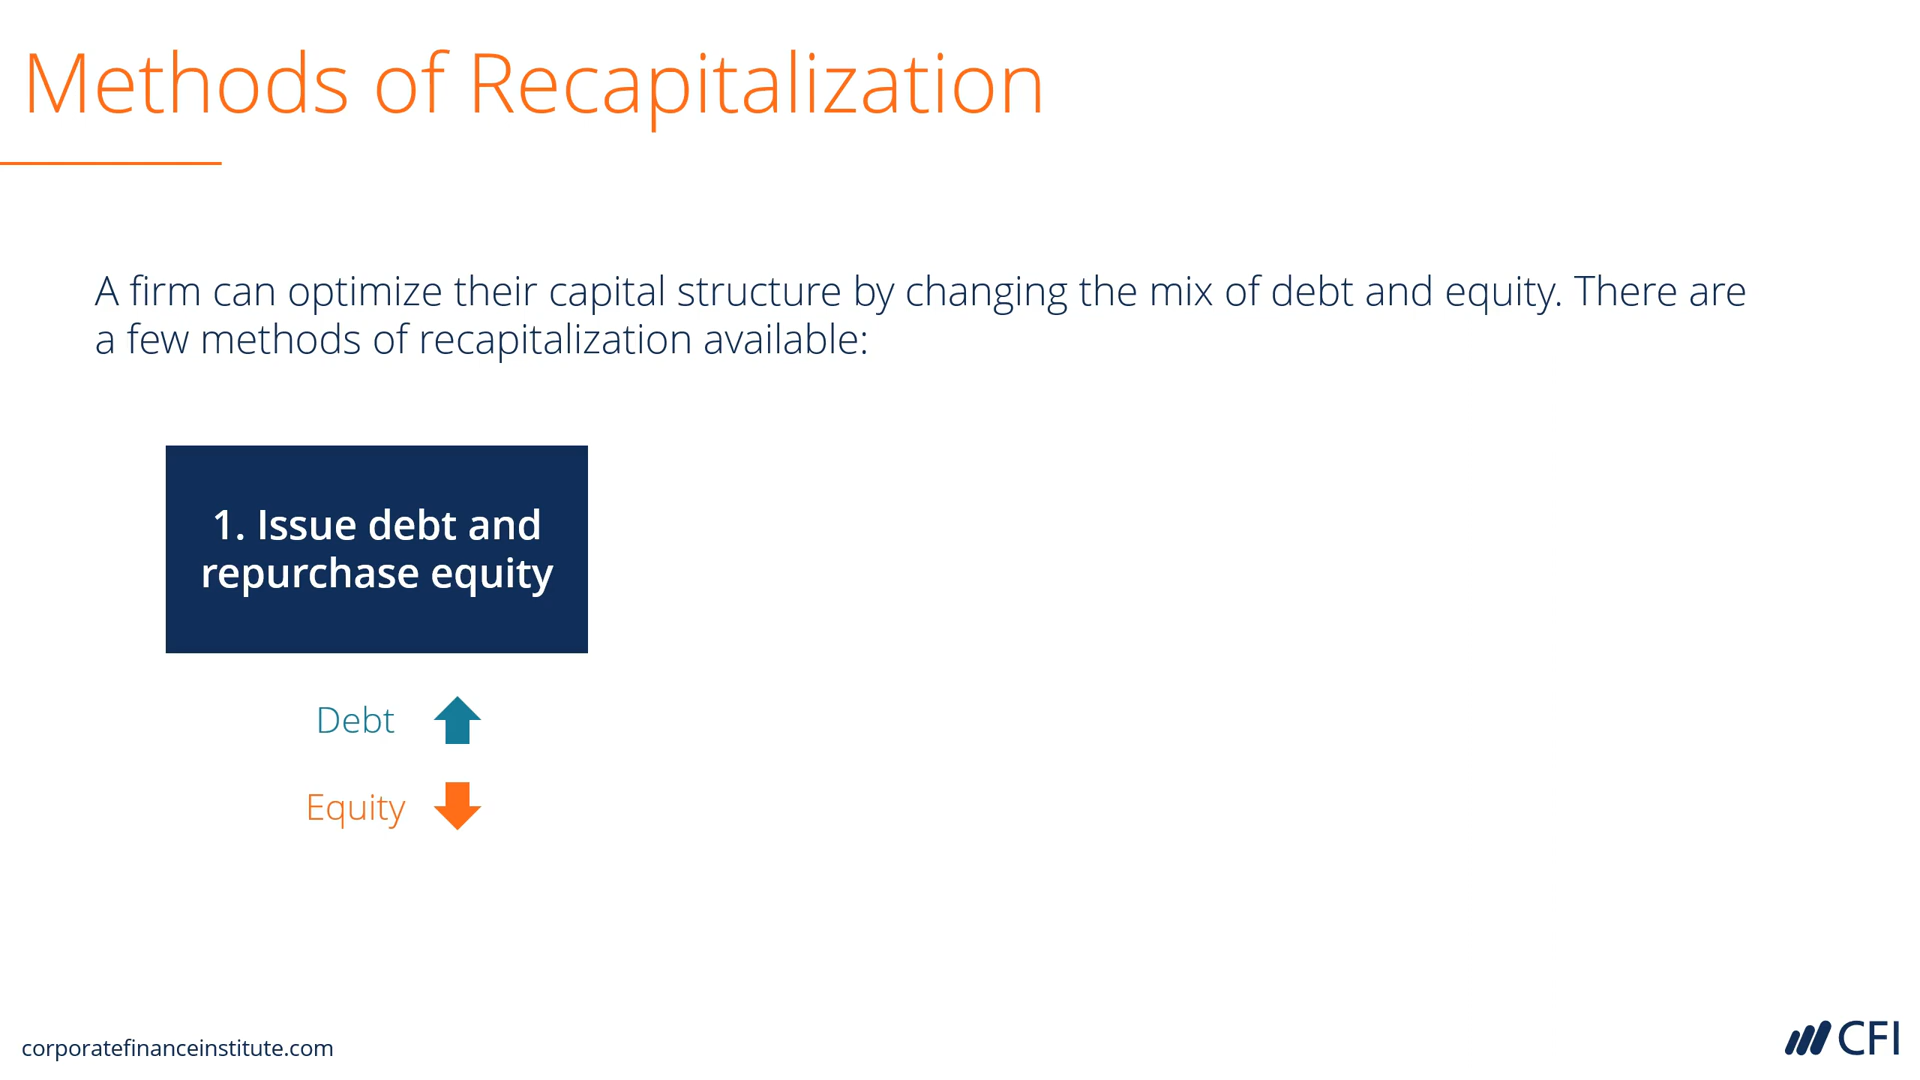 Methods of Recapitalization
A firm can optimize their capital structure by changing the mix of debt and equity. There are
a few methods of recapitalization available:
1. Issue debt and
repurchase equity
Debt
Equity
corporatefinanceinstitute.com
CFI